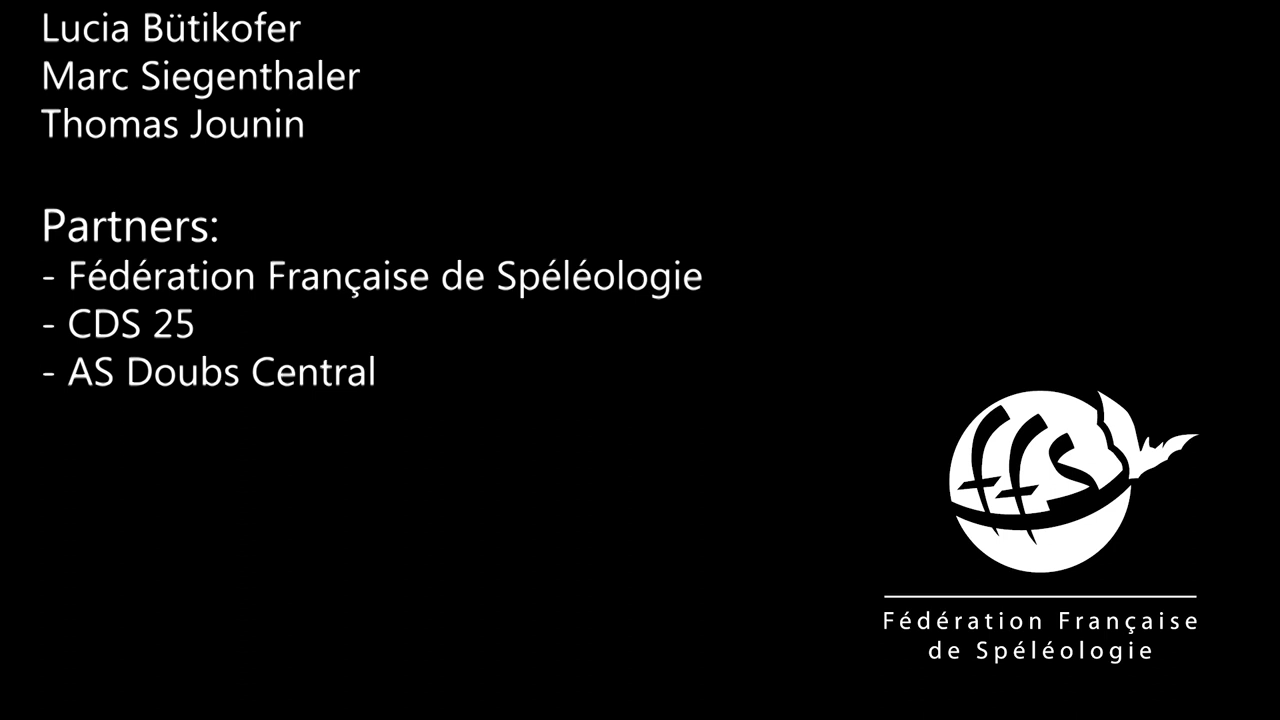 Lucia Bütikofer
Marc Siegenthaler
Thomas Jounin
Partners:
- Fédération Française de Spéléologie
- CDS 25
- AS Doubs Central
ffs
Fédération Française
de Spéléologie